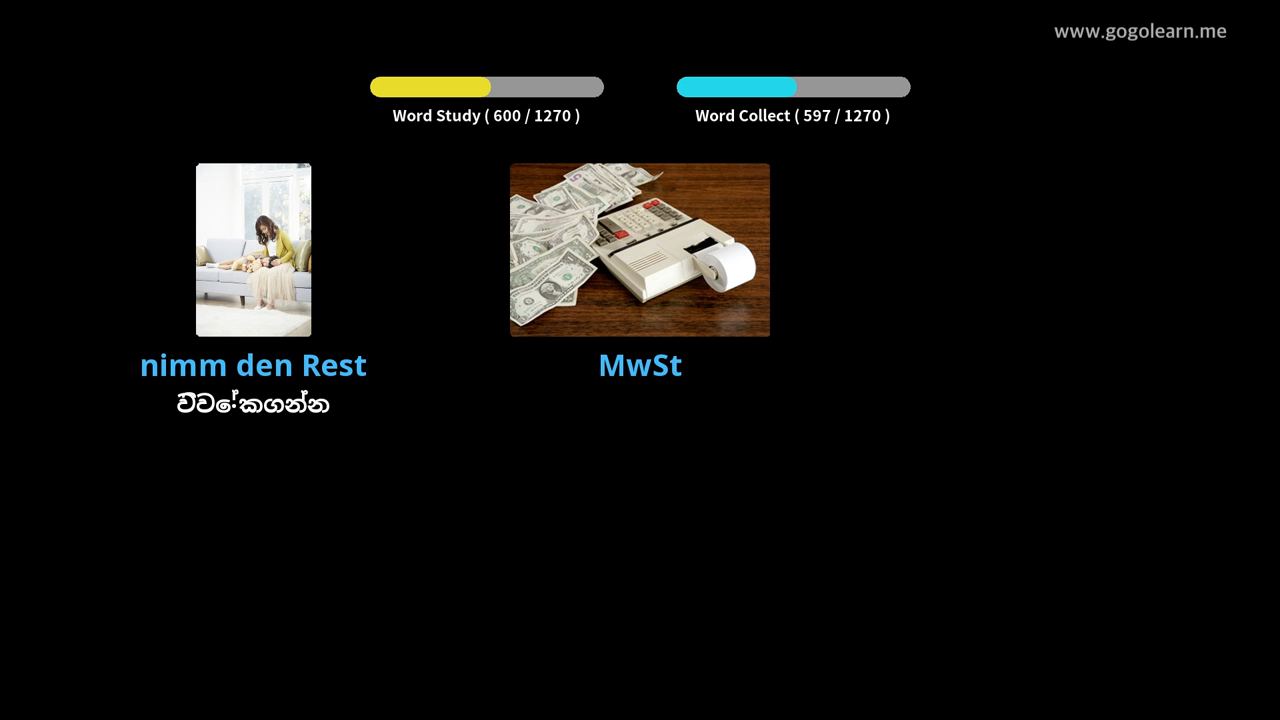 www.gogolearn.me
Word Study ( 600 / 1270 )
Word Collect ( 597 / 1270 )
nimm den Rest
විවේකගන්න
MwSt